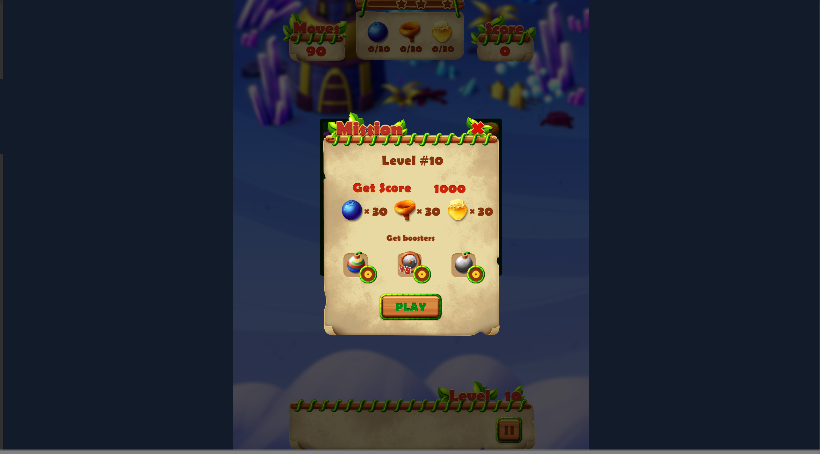 Moves
90
0/30 0/30 0/30
Score
0
Mission
Level #10
Get Score 1000
× 30 × 30 × 30
Get boosters
PLAY
Level 10